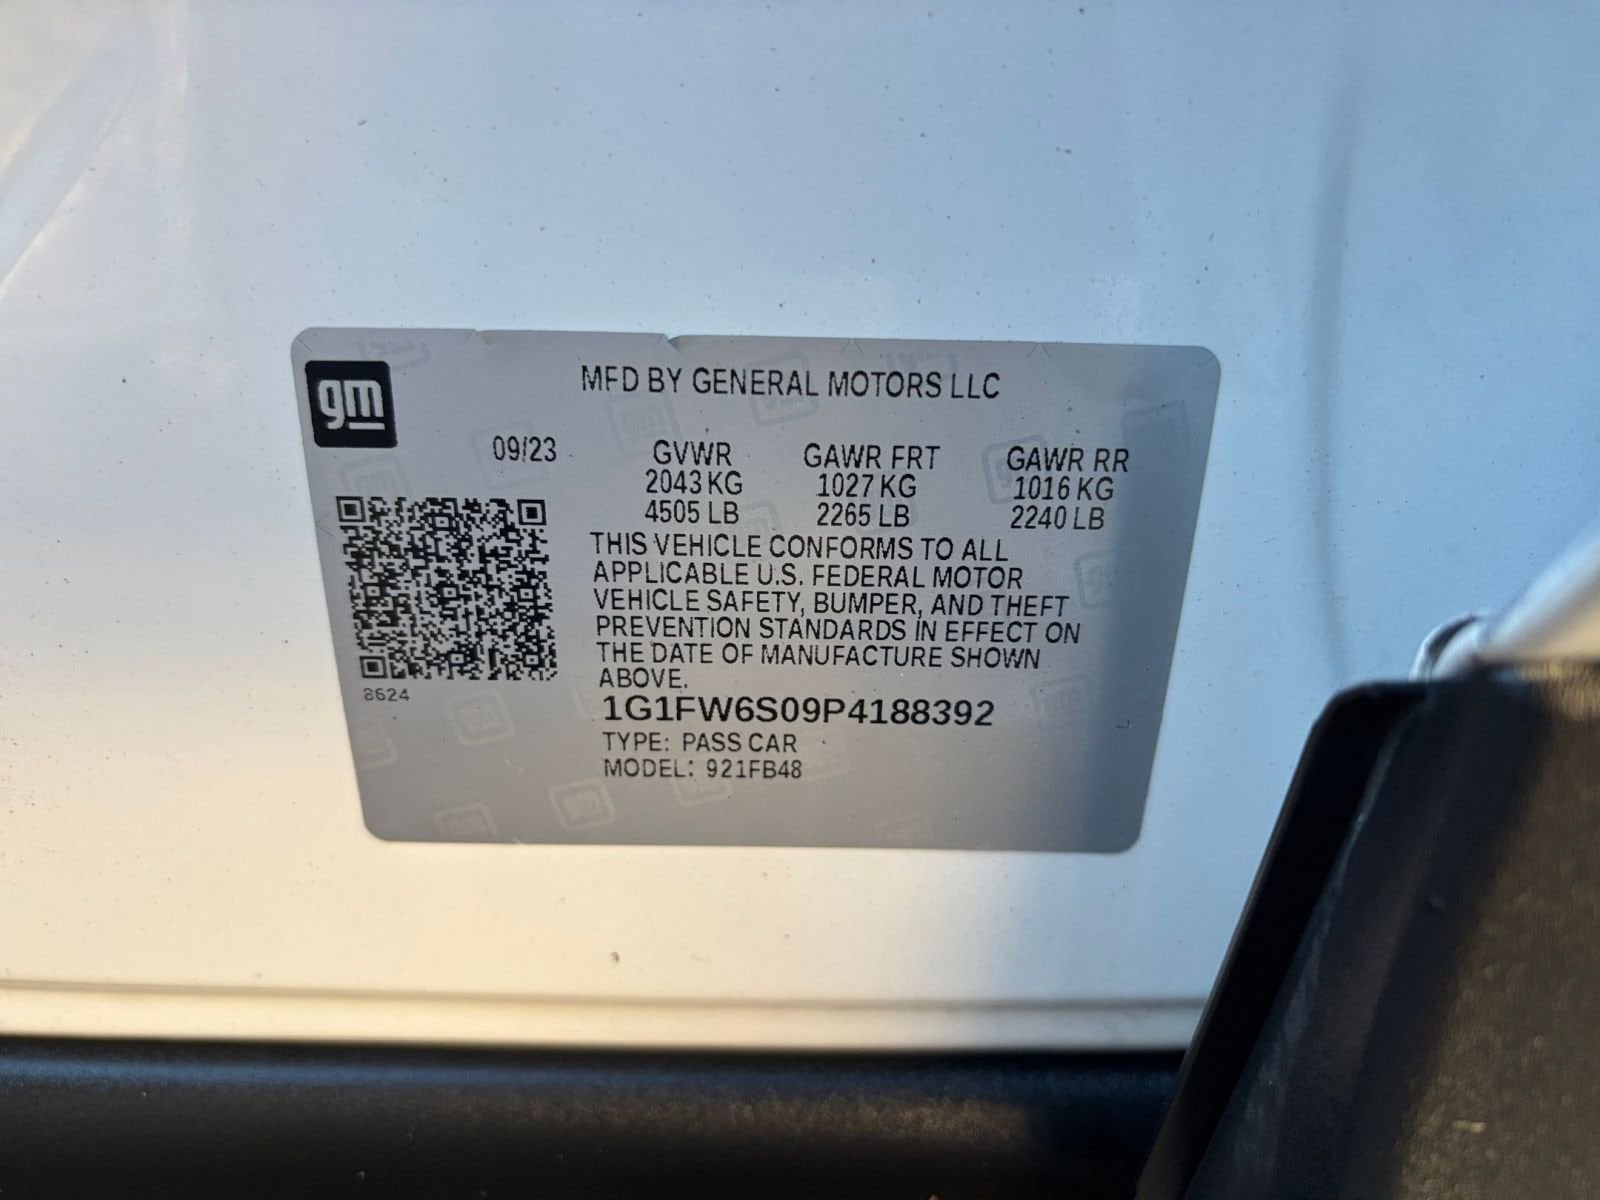 gm
MFD BY GENERAL MOTORS LLC
09/23 GVWR GAWR FRT GAWR RR
2043 KG 1027 KG 1016 KG
4505 LB 2265 LB 2240 LB
THIS VEHICLE CONFORMS TO ALL
APPLICABLE U.S. FEDERAL MOTOR
VEHICLE SAFETY, BUMPER, AND THEFT
PREVENTION STANDARDS IN EFFECT ON
THE DATE OF MANUFACTURE SHOWN
ABOVE.
8624
1G1FW6S09P4188392
TYPE: PASS CAR
MODEL: 921FB48